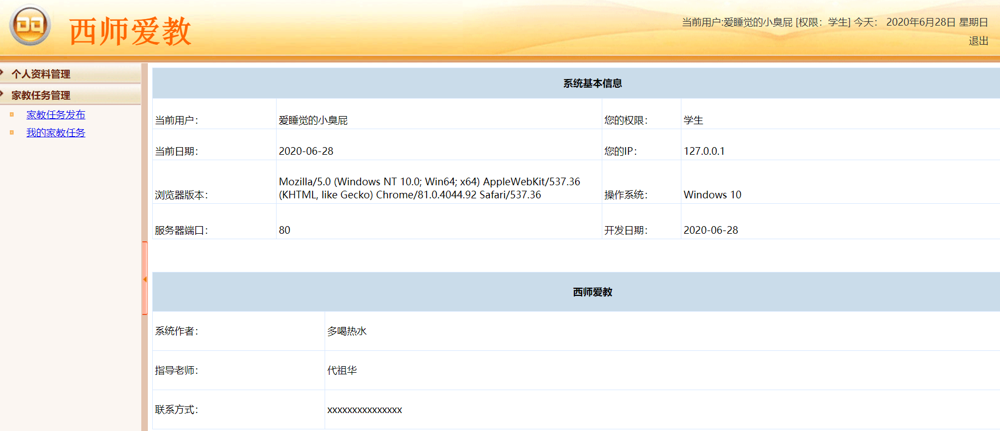 西师爱教
当前用户:爱睡觉的小臭屁 [权限：学生] 今天： 2020年6月28日 星期日
退出
个人资料管理
家教任务管理
家教任务发布
我的家教任务
系统基本信息
当前用户： 爱睡觉的小臭屁 您的权限： 学生
当前日期： 2020-06-28 您的IP： 127.0.0.1
Mozilla/5.0 (Windows NT 10.0; Win64; x64) AppleWebKit/537.36
浏览器版本： (KHTML, like Gecko) Chrome/81.0.4044.92 Safari/537.36 操作系统： Windows 10
服务器端口： 80 开发日期： 2020-06-28
西师爱教
系统作者： 多喝热水
指导老师： 代祖华
联系方式： xxxxxxxxxxxxxxx